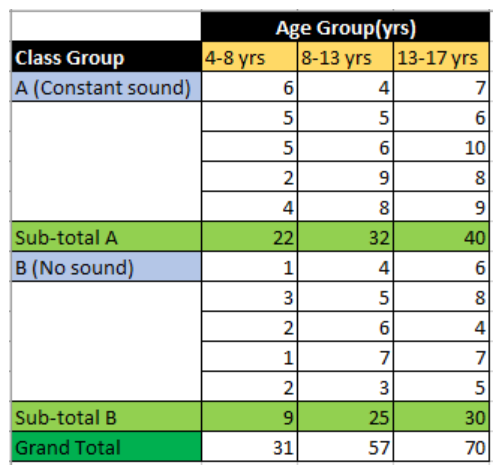 Age Group(yrs)
Class Group 4-8 yrs 8-13 yrs 13-17 yrs
A (Constant sound) 6 4 7
5 5 6
5 6 10
2 9 8
4 8 9
Sub-total A 22 32 40
B (No sound) 1 4 6
3 5 8
2 6 4
1 7 7
2 3 5
Sub-total B 9 25 30
Grand Total 31 57 70